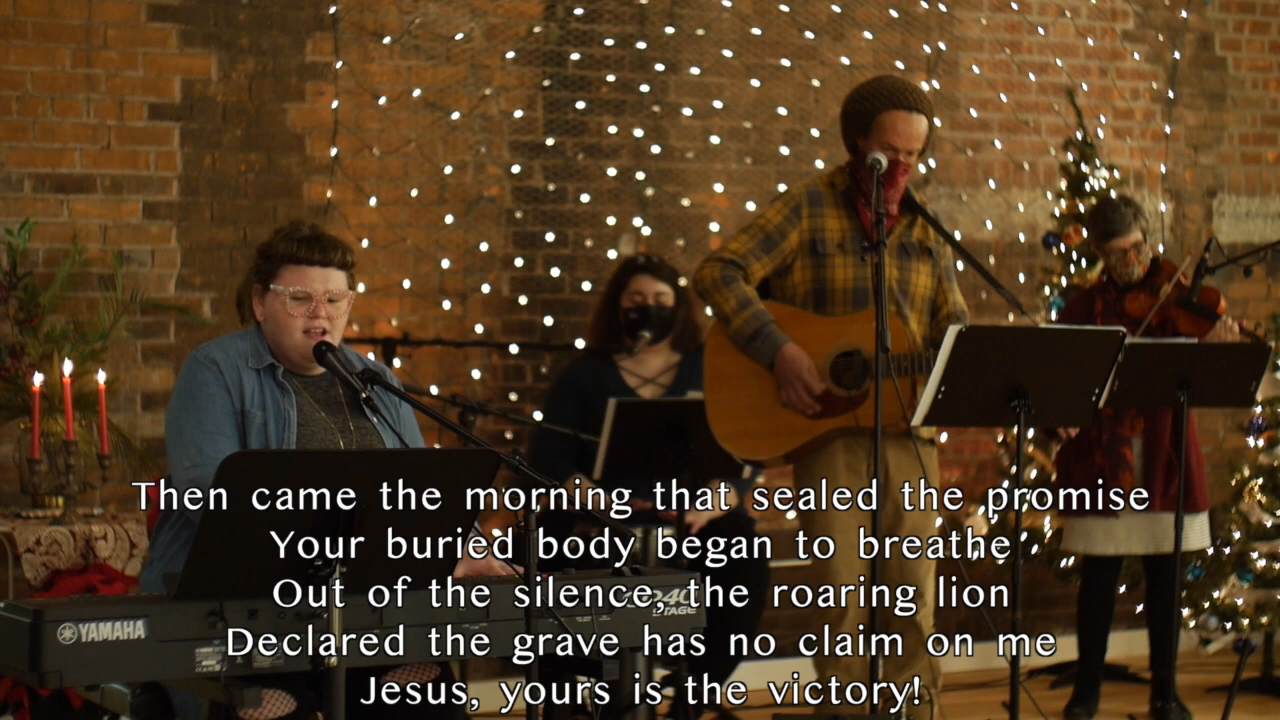 Then came the morning that sealed the promise
Your buried body began to breathe
Out of the silence, the roaring lion
Declared the grave has no claim on me
Jesus, yours is the victory!
YAMAHA